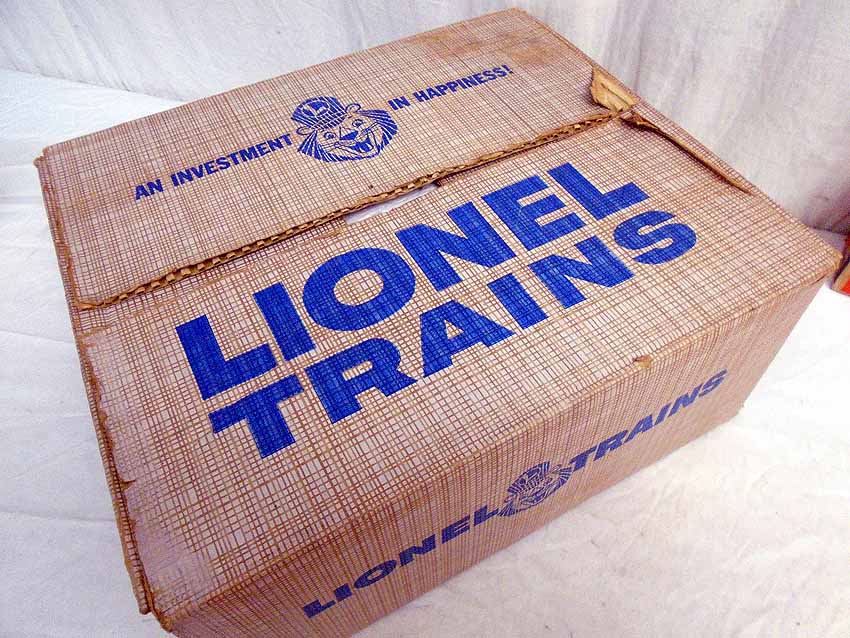 AN INVESTMENT IN HAPPINESS!
LIONEL
TRAINS
LIONEL TRAINS